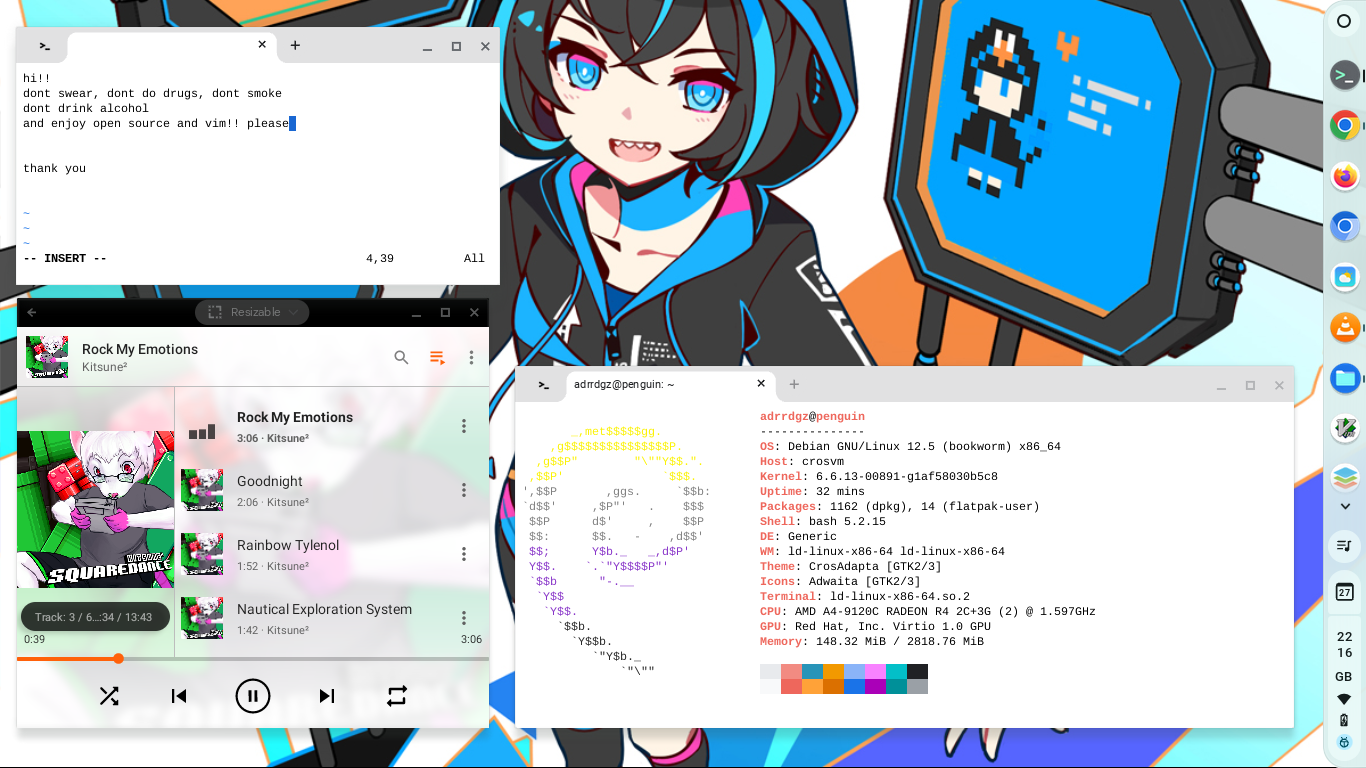 hi!!
dont swear, dont do drugs, dont smoke
dont drink alcohol
and enjoy open source and vim!! please
thank you
~
~
~
-- INSERT -- 4,39 All
Resizable
Rock My Emotions
Kitsune²
Rock My Emotions
3:06 · Kitsune²
Goodnight
2:06 · Kitsune²
Rainbow Tylenol
1:52 · Kitsune²
Nautical Exploration System
1:42 · Kitsune²
SQUAREDANCE
Track: 3 / 6...:34 / 13:43
0:39 3:06
adrrdgz@penguin: ~
adrrdgz@penguin
---------------
OS: Debian GNU/Linux 12.5 (bookworm) x86_64
Host: crosvm
Kernel: 6.6.13-00891-g1af58030b5c8
Uptime: 32 mins
Packages: 1162 (dpkg), 14 (flatpak-user)
Shell: bash 5.2.15
DE: Generic
WM: ld-linux-x86-64 ld-linux-x86-64
Theme: CrosAdapta [GTK2/3]
Icons: Adwaita [GTK2/3]
Terminal: ld-linux-x86-64.so.2
CPU: AMD A4-9120C RADEON R4 2C+3G (2) @ 1.597GHz
GPU: Red Hat, Inc. Virtio 1.0 GPU
Memory: 148.32 MiB / 2818.76 MiB
27
22
16
GB